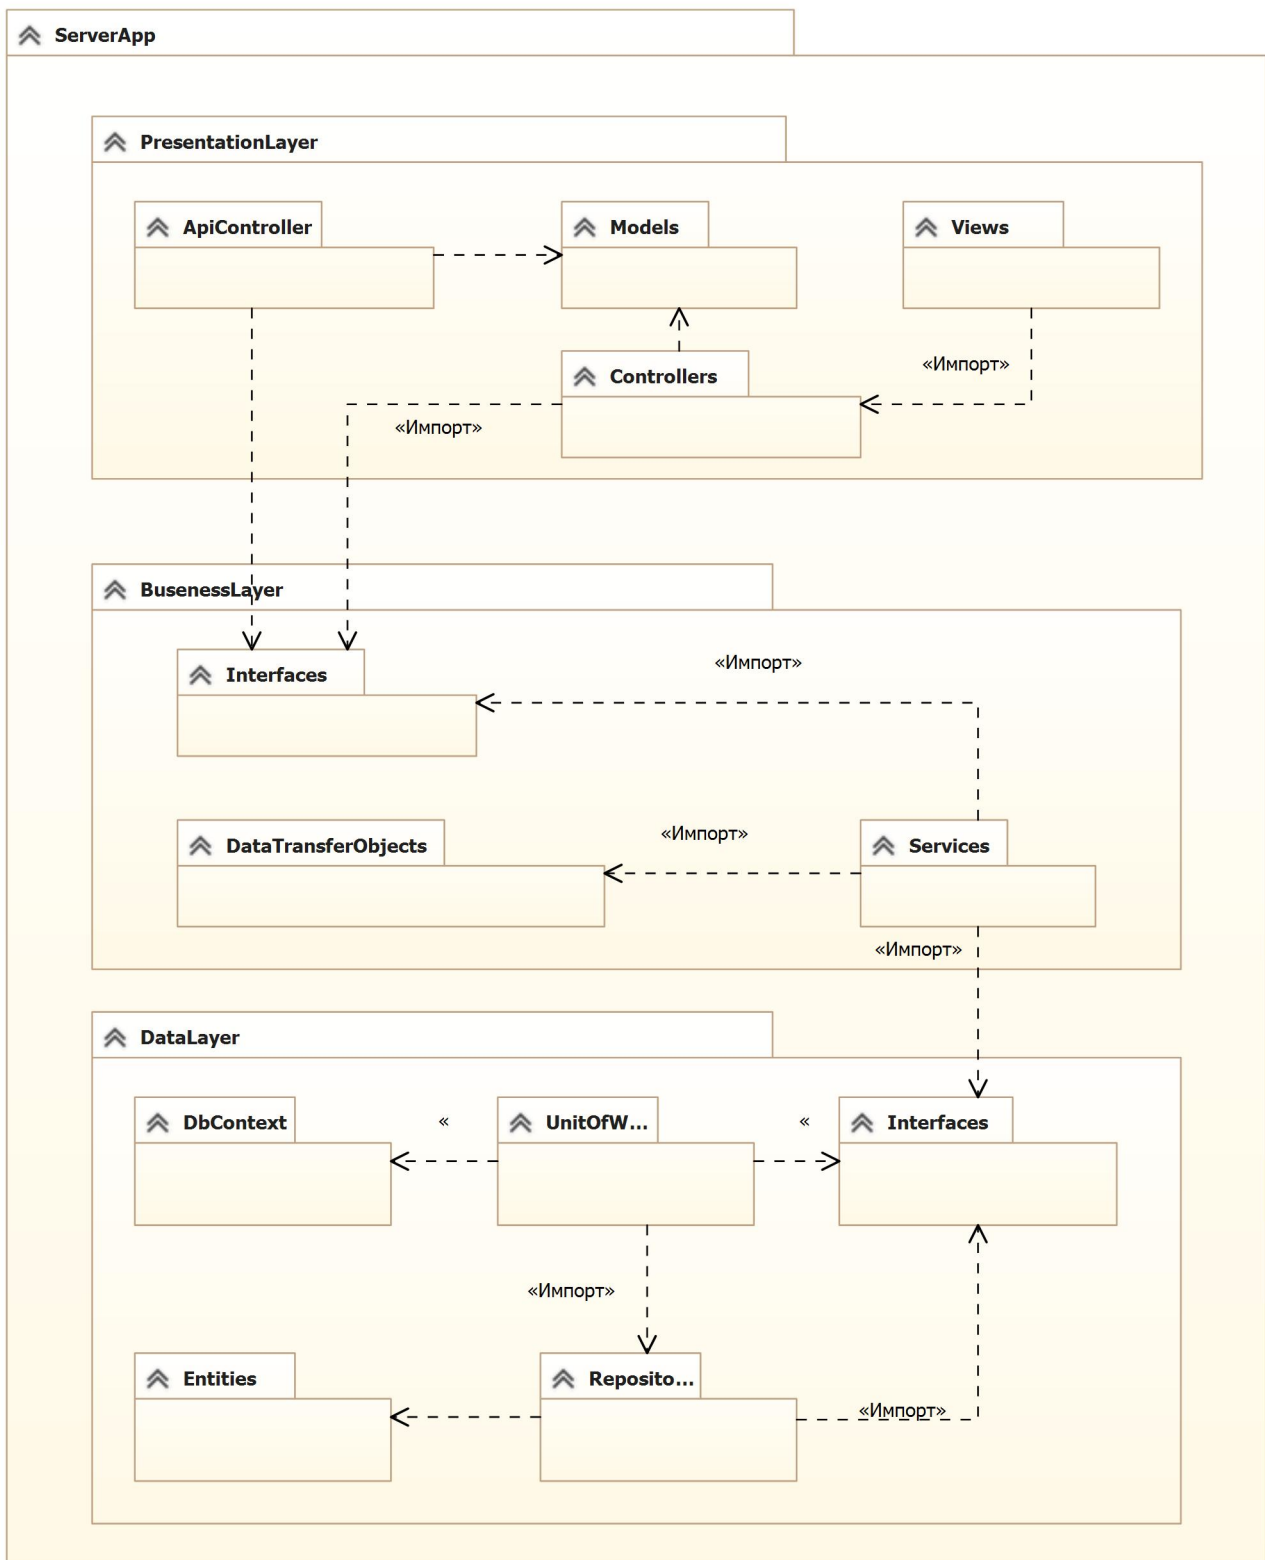 ServerApp
PresentationLayer
ApiController
Models
Views
«Импорт»
Controllers
«Импорт»
BusenessLayer
Interfaces
«Импорт»
«Импорт»
DataTransferObjects
Services
«Импорт»
DataLayer
DbContext
«
UnitOfW...
«
Interfaces
«Импорт»
Entities
Reposito...
«Импорт»